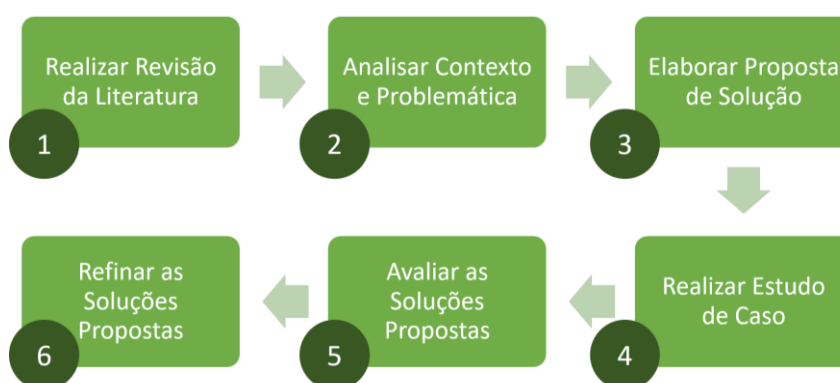 Realizar Revisão
da Literatura
1
Analisar Contexto
e Problemática
2
Elaborar Proposta
de Solução
3
Realizar Estudo
de Caso
4
Avaliar as
Soluções
Propostas
5
Refinar as
Soluções
Propostas
6